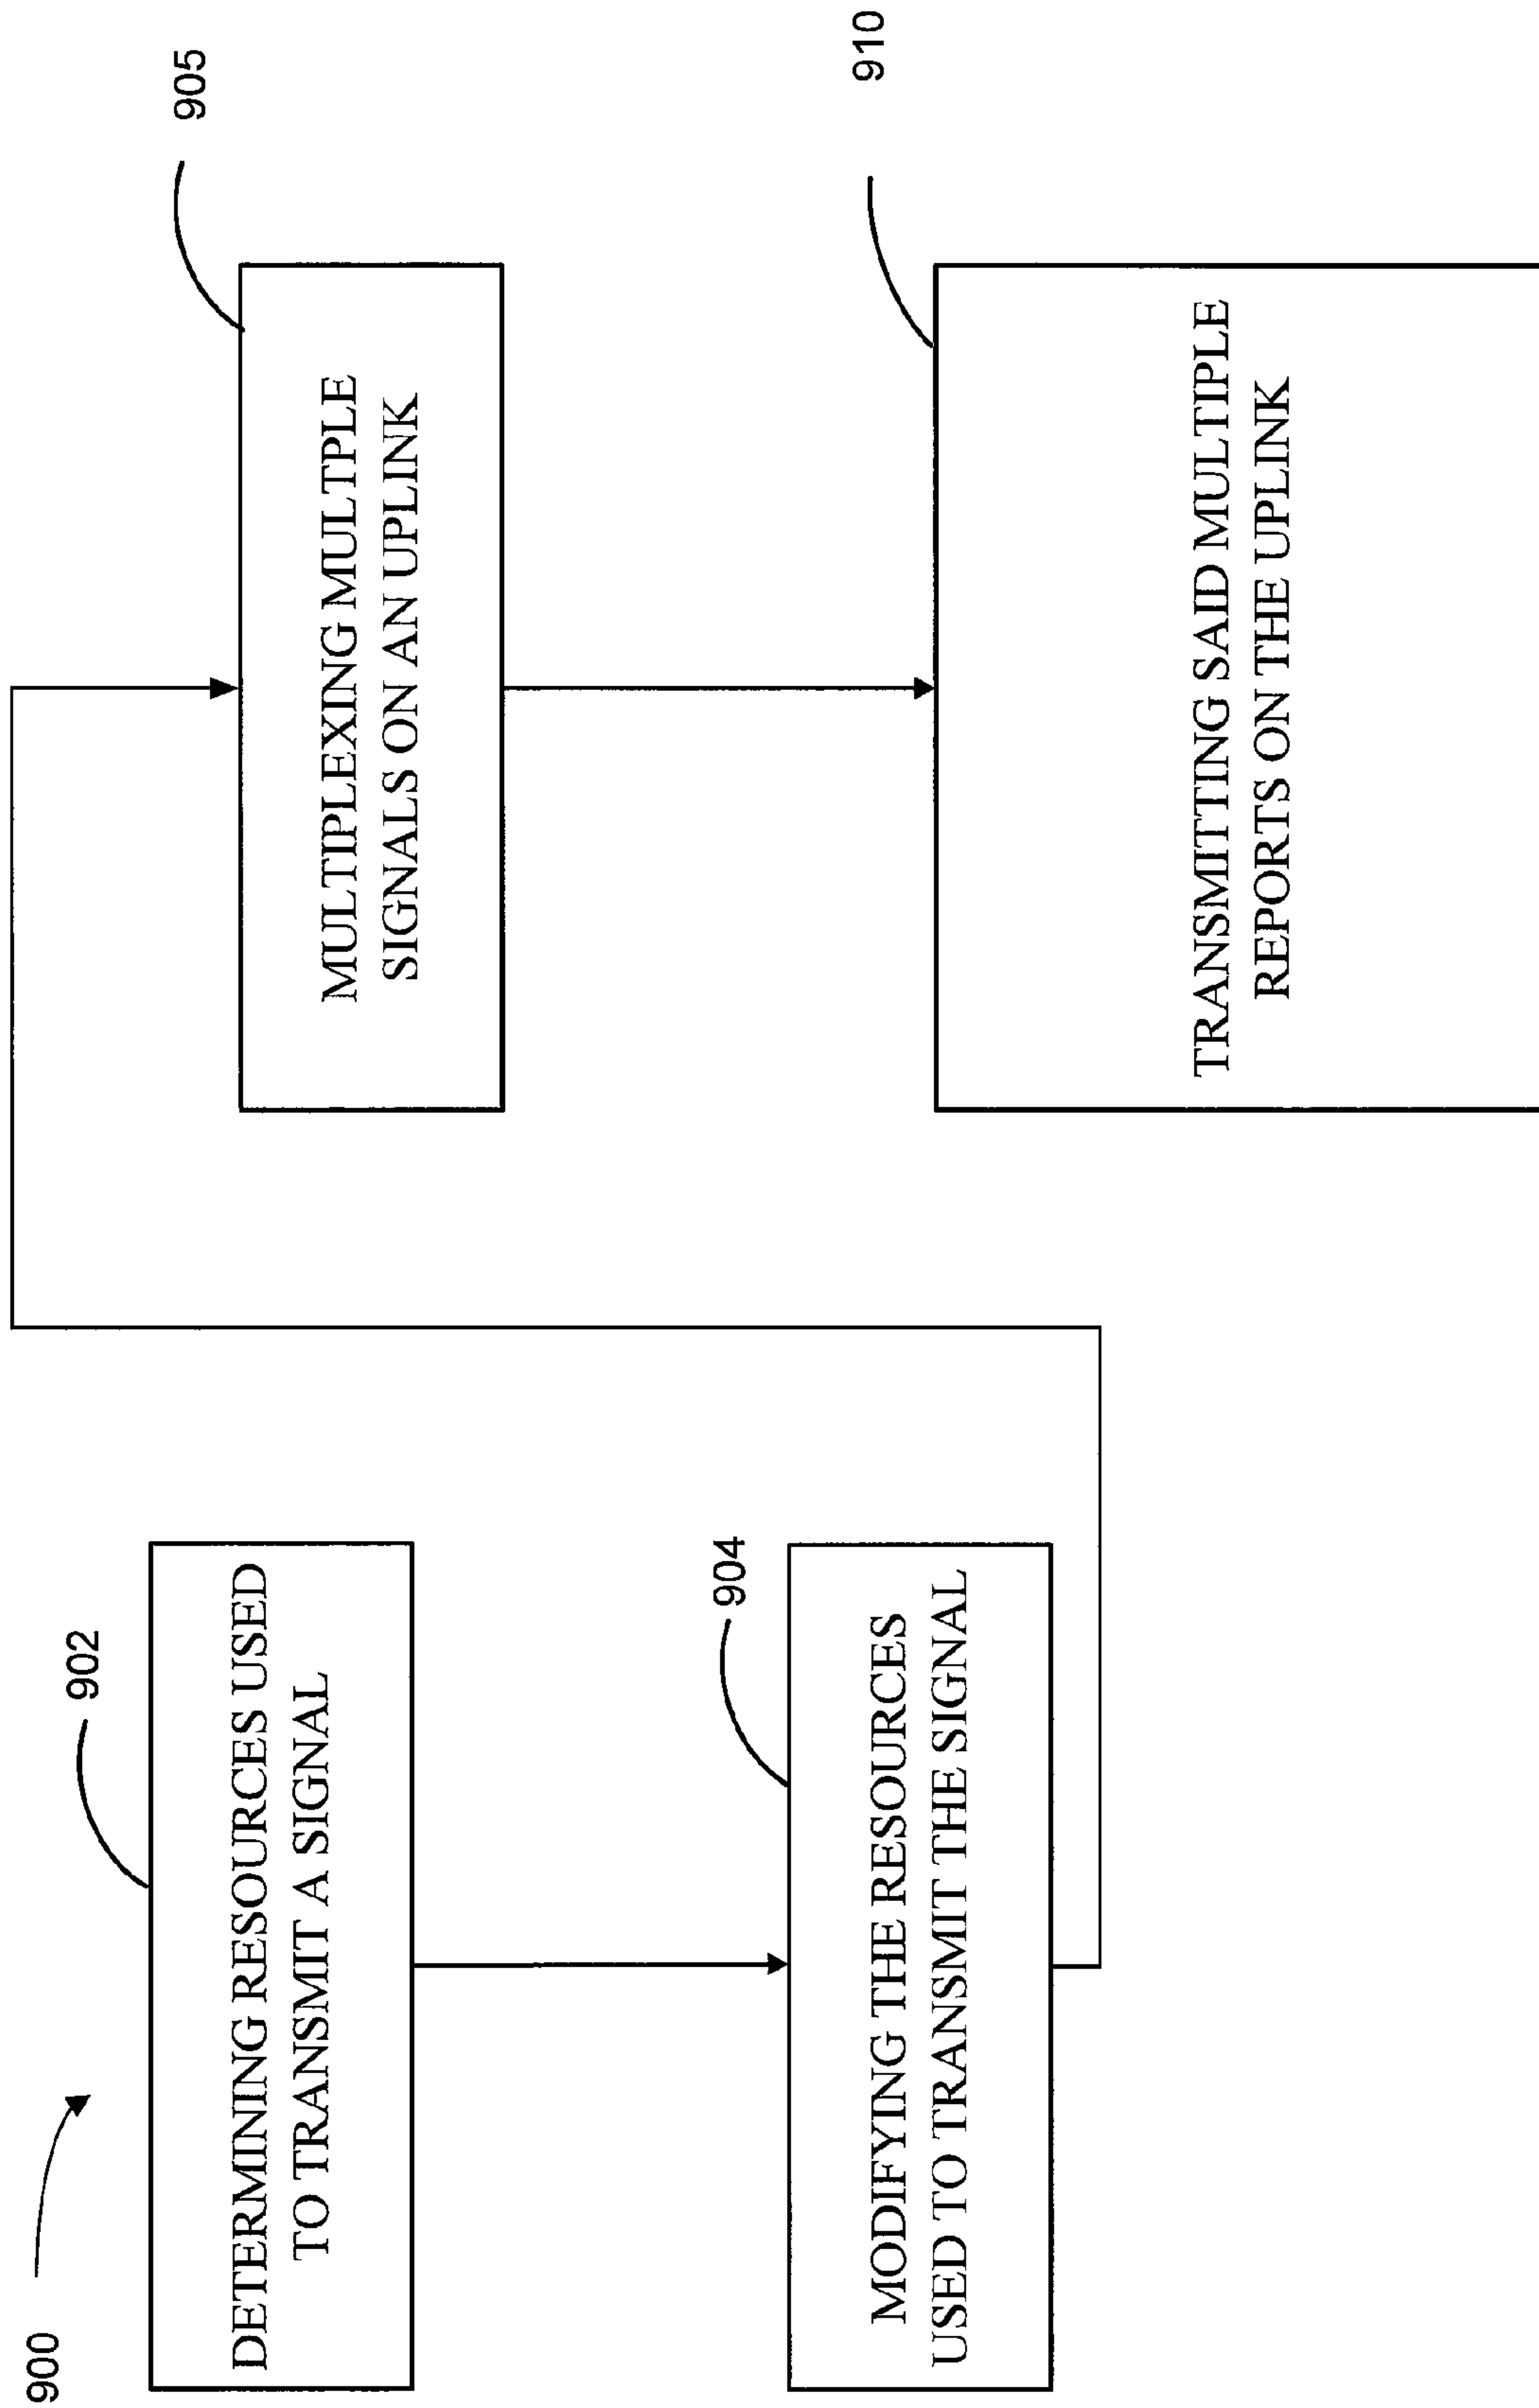 900
902
DETERMINING RESOURCES USED
TO TRANSMIT A SIGNAL
904
MODIFYING THE RESOURCES
USED TO TRANSMIT THE SIGNAL
905
MULTIPLEXING MULTPLE
SIGNALS ON AN UPLINK
910
TRANSMITTING SAID MULTIPLE
REPORTS ON THE UPLINK